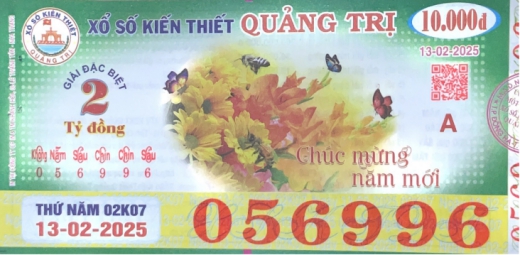 XỔ SỐ KIẾN THIẾT QUẢNG TRỊ
10.000đ
XỔ SỐ KIẾN THIẾT
QUẢNG TRỊ
13-02-2025
GIẢI ĐẶC BIỆT
2
Tỷ đồng
A
Không Năm Sáu Chín Chín Sáu
0 5 6 9 9 6
Chúc mừng
năm mới
THỨ NĂM 02K07
13-02-2025
056996